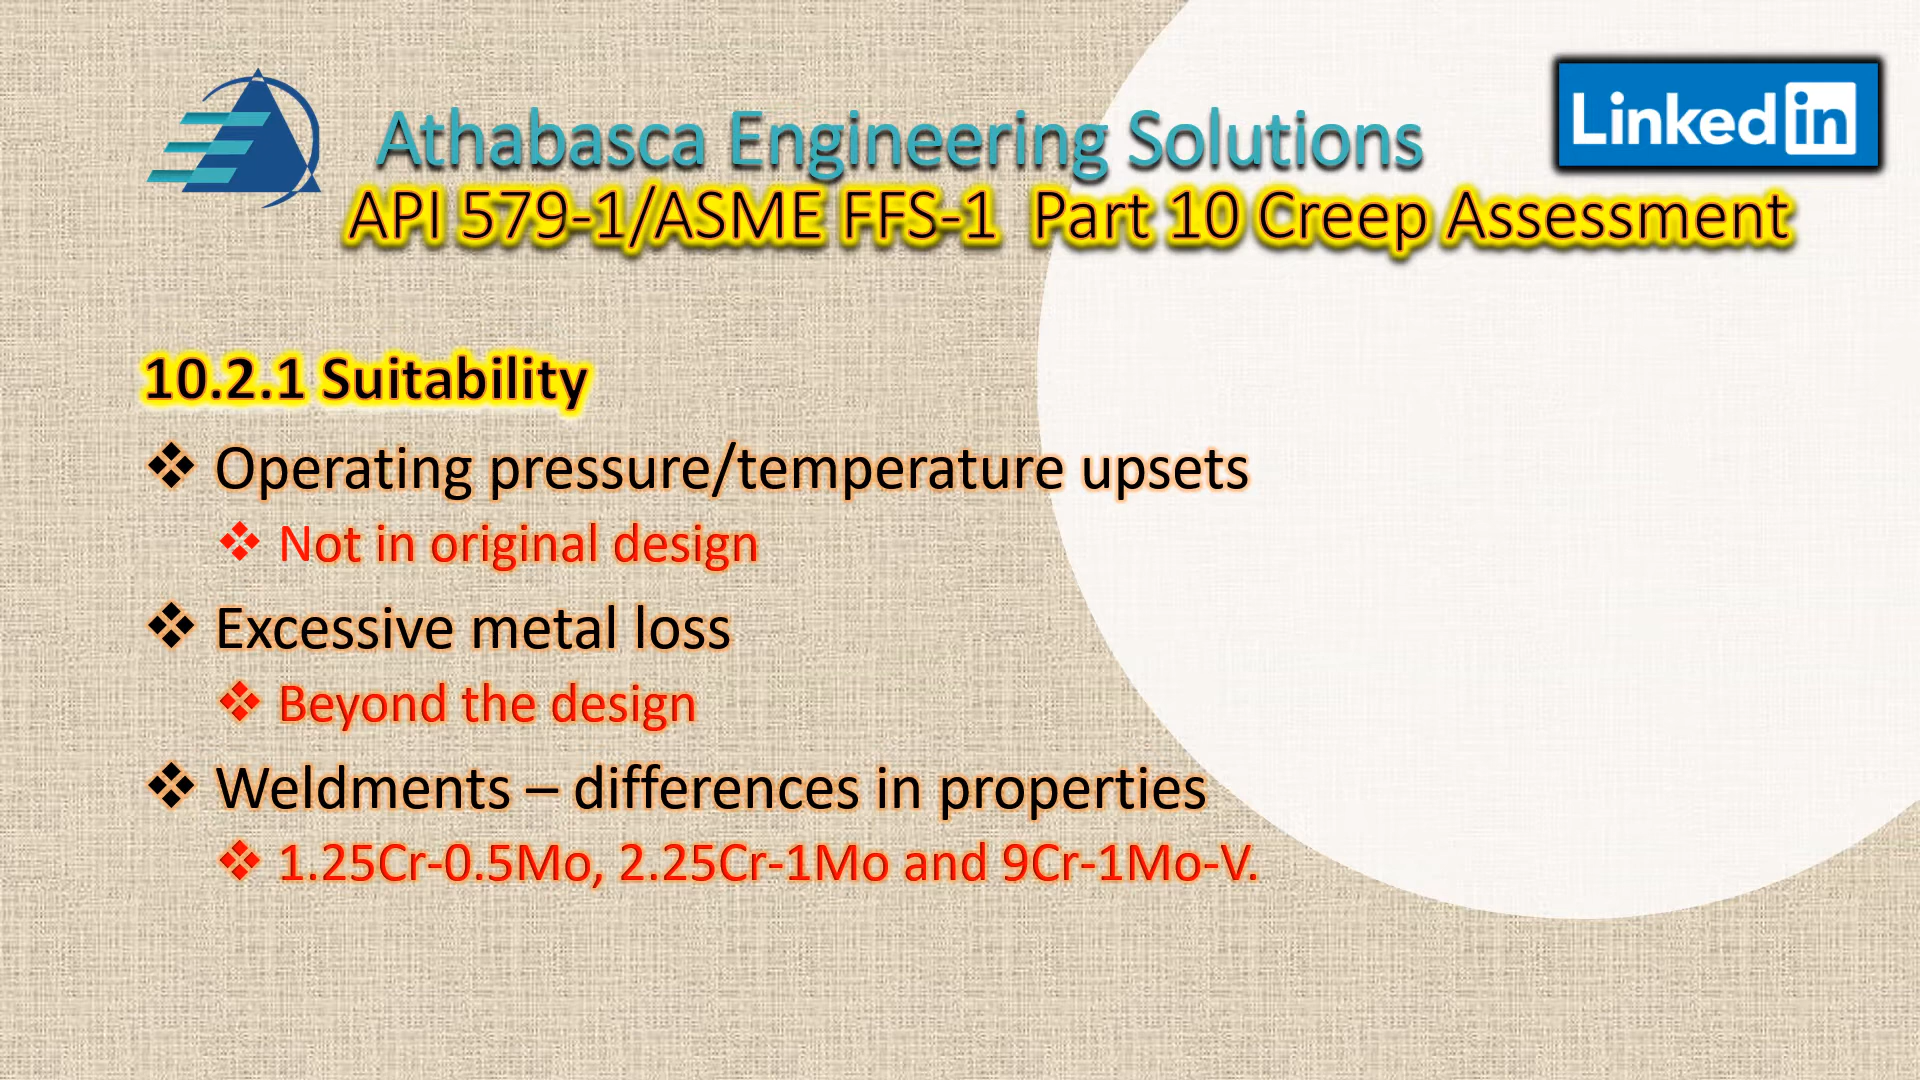 Athabasca Engineering Solutions
LinkedIn
API 579-1/ASME FFS-1 Part 10 Creep Assessment
10.2.1 Suitability
❖ Operating pressure/temperature upsets
❖ Not in original design
❖ Excessive metal loss
❖ Beyond the design
❖ Weldments – differences in properties
❖ 1.25Cr-0.5Mo, 2.25Cr-1Mo and 9Cr-1Mo-V.